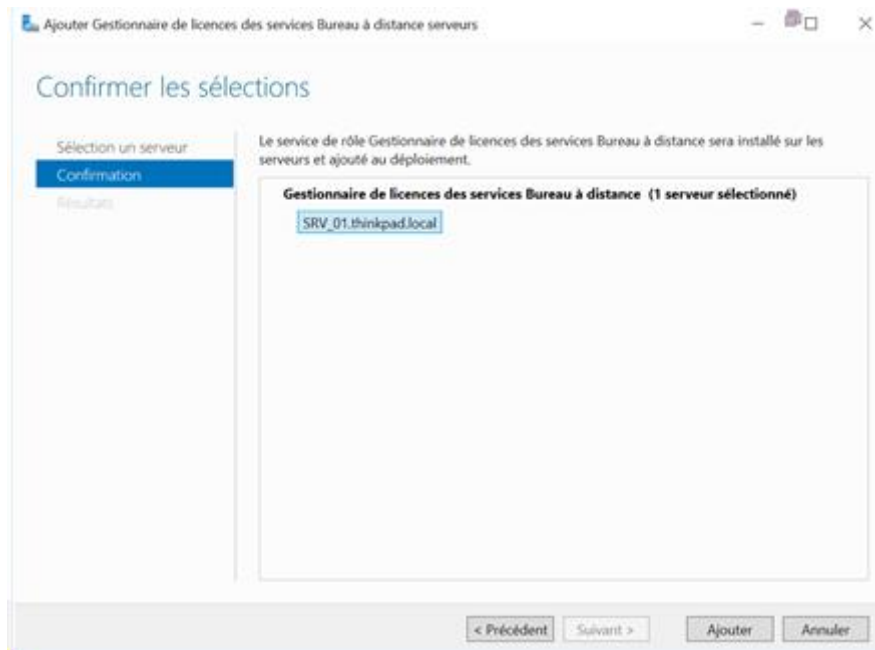 Ajouter Gestionnaire de licences des services Bureau à distance serveurs
Confirmer les sélections
Sélection un serveur
Confirmation
Résultats
Le service de rôle Gestionnaire de licences des services Bureau à distance sera installé sur les
serveurs et ajouté au déploiement.
Gestionnaire de licences des services Bureau à distance (1 serveur sélectionné)
SRV_01.thinkpad.local
< Précédent
Suivant >
Ajouter
Annuler